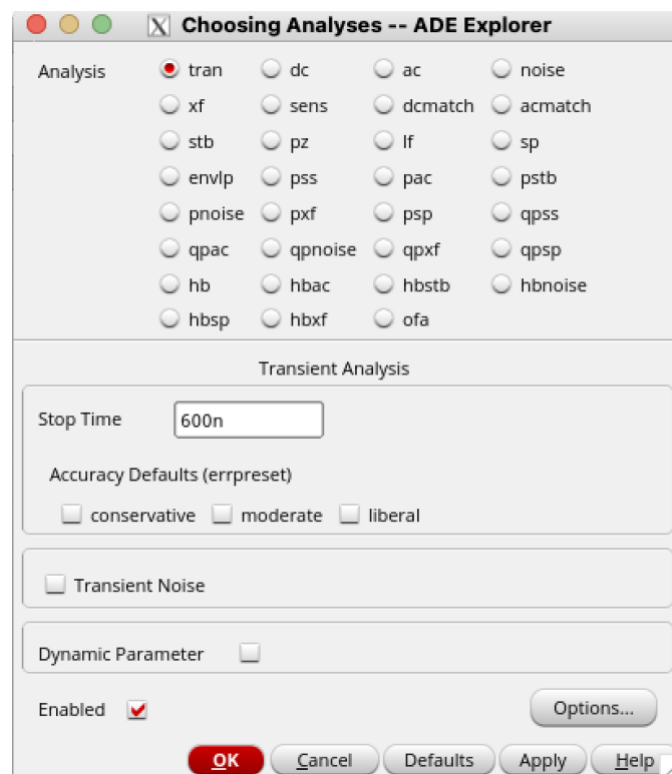 Choosing Analyses -- ADE Explorer
Analysis tran dc ac noise
xf sens dcmatch acmatch
stb pz lf sp
envlp pss pac pstb
pnoise pxf psp qpss
qpac qpnoise qpxf qpsp
hb hbac hbstb hbnoise
hbsp hbxf ofa
Transient Analysis
Stop Time 600n
Accuracy Defaults (errpreset)
conservative moderate liberal
Transient Noise
Dynamic Parameter
Enabled Options...
OK Cancel Defaults Apply Help